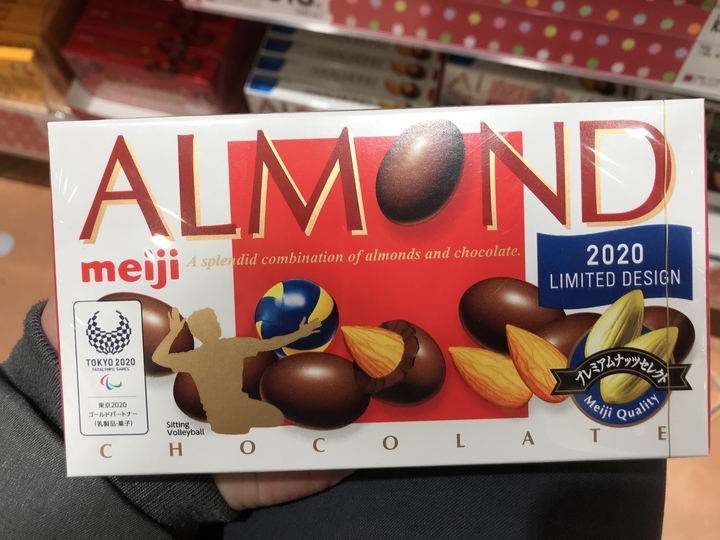 ALMOND
meiji
A splendid combination of almonds and chocolate.
2020
LIMITED DESIGN
TOKYO 2020
PARALYMPIC GAMES
東京2020
ゴールドパートナー
(乳製品・菓子)
Sitting
Volleyball
プレミアムナッツセレクト
Meiji Quality
CHOCOLATE